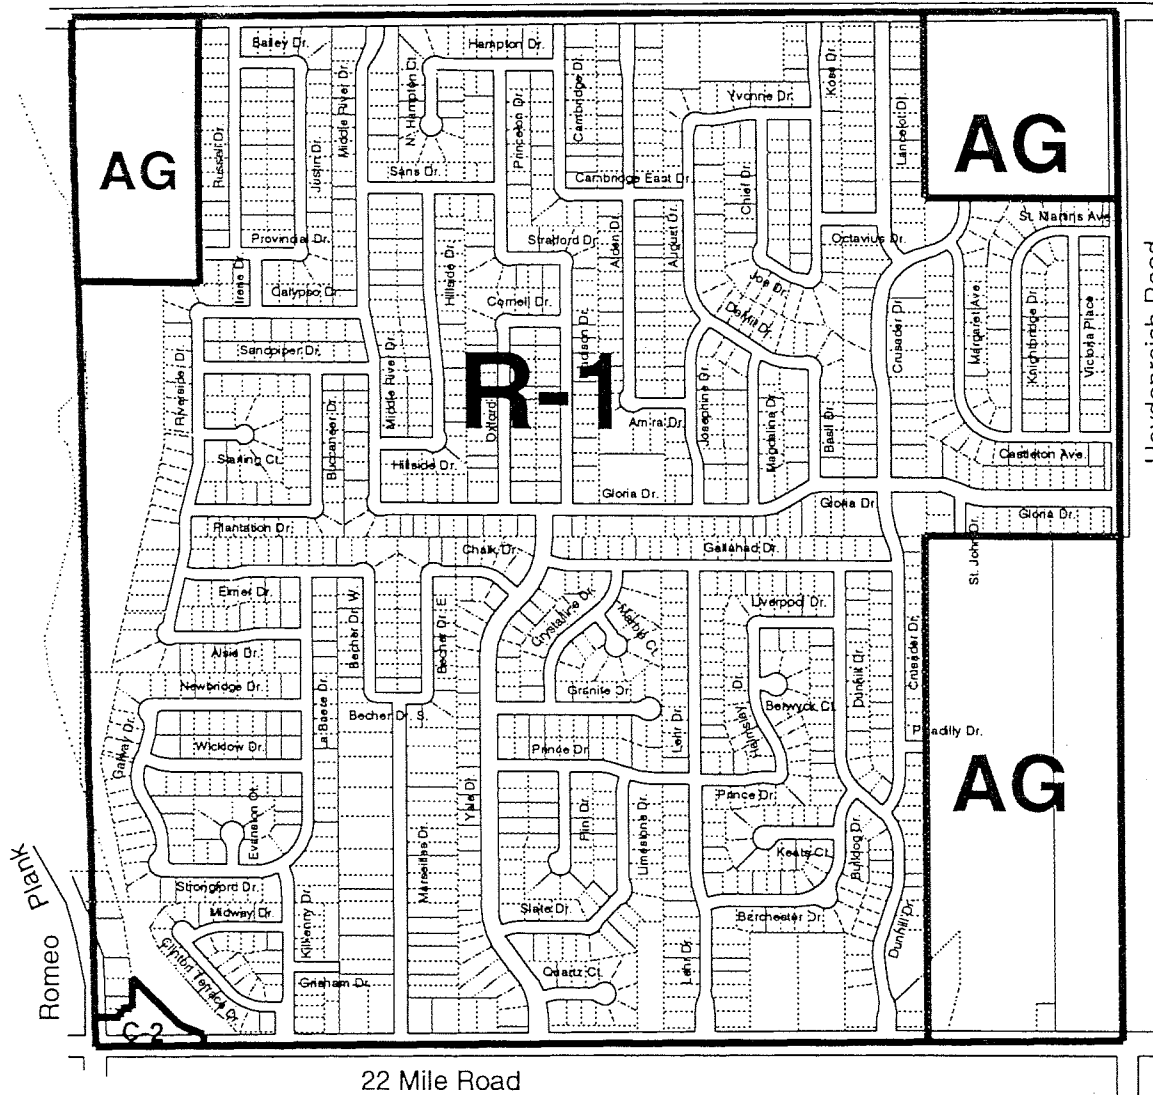 Bailey Dr.
Hampton Dr.
Middle River Dr.
N. Hampton Dr.
Cambridge Dr.
Kose Dr.
Yvonne Dr.
Lancelot Dr.
Russell Dr.
Justin Dr.
Princeton Dr.
AG
AG
Sans Dr.
Cambridge East Dr.
Chief Dr.
St. Martins Ave.
Provincial Dr.
Hillside Dr.
Stratford Dr.
Alden Dr.
August Dr.
Octavius Dr.
Irene Dr.
Calypso Dr.
Cornell Dr.
Joe Dr.
DeMil Dr.
Crusader Dr.
Margaret Ave.
Knightbridge Dr.
Victoria Place
Riverside Dr.
Sandpiper Dr.
Middle River Dr.
R-1
Buccaneer Dr.
Oxford
Amira Dr.
Josephine Dr.
Magdalina Dr.
Basil Dr.
Starling Ct.
Hillside Dr.
Castleton Ave.
Gloria Dr.
Gloria Dr.
Gloria Dr.
Plantation Dr.
Chalk Dr.
Gallahad Dr.
St. John Dr.
Elmer Dr.
Becher Dr. W.
Becher Dr. E.
Crystalline Dr.
Marble Ct.
Liverpool Dr.
Alsie Dr.
Crusader Dr.
Newbridge Dr.
LaBaere Dr.
Granite Dr.
Dunhill Dr.
Berwyck Ct.
Becher Dr. S.
Lehr Dr.
Galway Dr.
Wicklow Dr.
Prince Dr.
AG
Evanston Ct.
Yale Dr.
Flint Dr.
Limestone Dr.
Prince Dr.
Marseilles Dr.
Keats Ct.
Bulldog Dr.
Romeo Plank
Strongford Dr.
Midway Dr.
Kilkenny Dr.
Slate Dr.
Barchester Dr.
Dunhill Dr.
Clinton Terrace Dr.
Grisham Dr.
Quartz Ct.
Lehr Dr.
C-2
22 Mile Road